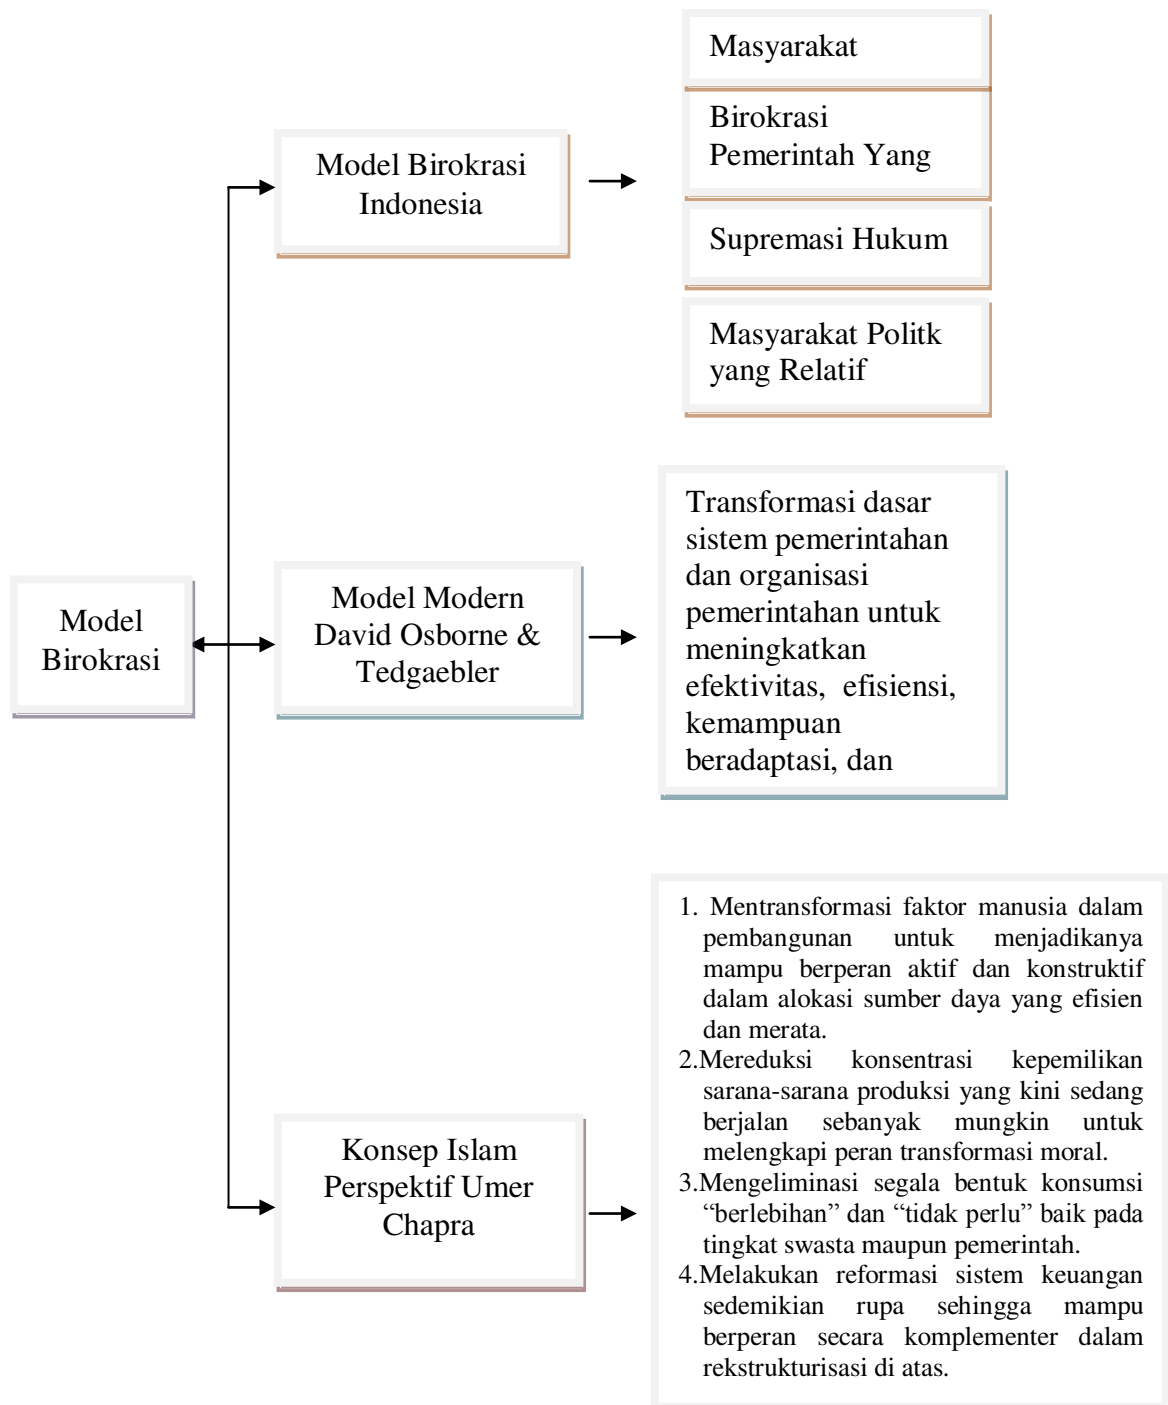 Model
Birokrasi
Model Birokrasi
Indonesia
Masyarakat
Birokrasi
Pemerintah Yang
Supremasi Hukum
Masyarakat Politk
yang Relatif
Model Modern
David Osborne &
Tedgaebler
Transformasi dasar
sistem pemerintahan
dan organisasi
pemerintahan untuk
meningkatkan
efektivitas, efisiensi,
kemampuan
beradaptasi, dan
Konsep Islam
Perspektif Umer
Chapra
1. Mentransformasi faktor manusia dalam
pembangunan untuk menjadikanya
mampu berperan aktif dan konstruktif
dalam alokasi sumber daya yang efisien
dan merata.
2.Mereduksi konsentrasi kepemilikan
sarana-sarana produksi yang kini sedang
berjalan sebanyak mungkin untuk
melengkapi peran transformasi moral.
3.Mengeliminasi segala bentuk konsumsi
“berlebihan” dan “tidak perlu” baik pada
tingkat swasta maupun pemerintah.
4.Melakukan reformasi sistem keuangan
sedemikian rupa sehingga mampu
berperan secara komplementer dalam
rekstrukturisasi di atas.